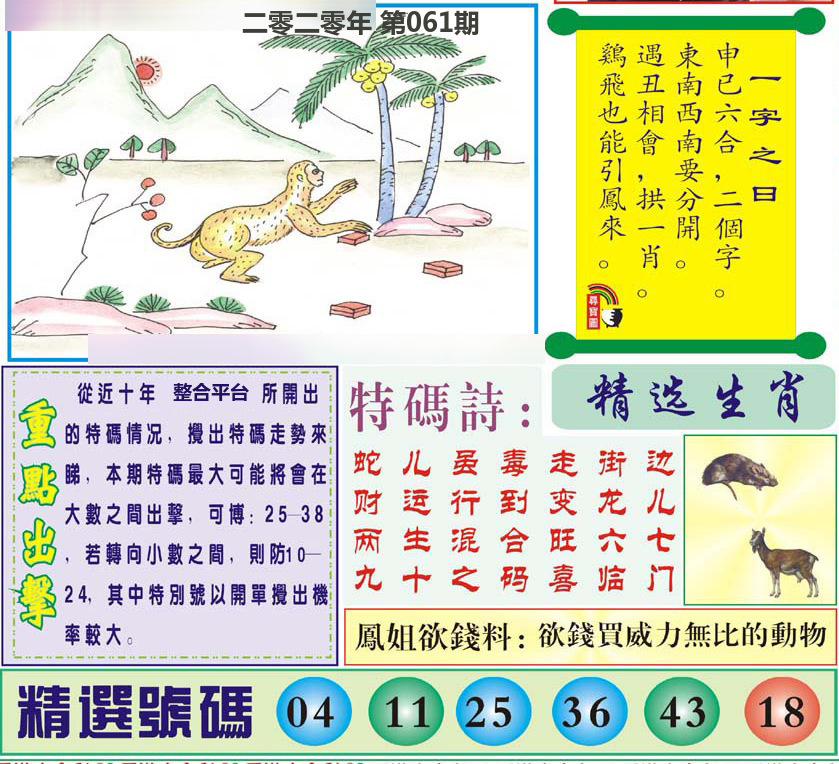 二零二零年 第061期
一字之曰
申巳六合，二個字。
東南西南要分開。
遇丑相會，拱一肖。
鷄飛也能引鳳來。
尋寶圖
重點出擊
從近十年 整合平台 所開出
的特碼情况，攪出特碼走勢來
睇，本期特碼最大可能將會在
大數之間出擊，可博：25—38
，若轉向小數之間，則防10—
24，其中特別號以開單攪出機
率較大。
特碼詩：
蛇儿虽毒走街边
财运行到变龙儿
两生混合旺六七
九十之码喜临门
精选生肖
鳳姐欲錢料：欲錢買威力無比的動物
精選號碼
04 11 25 36 43 18